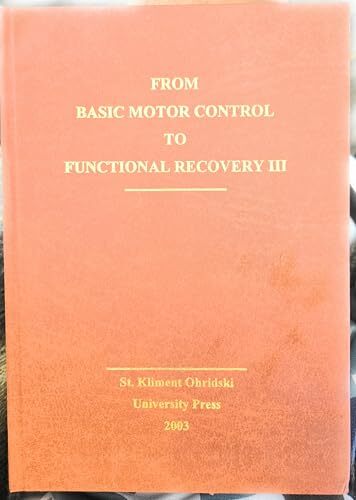 FROM
BASIC MOTOR CONTROL
TO
FUNCTIONAL RECOVERY III
St. Kliment Ohridski
University Press
2003